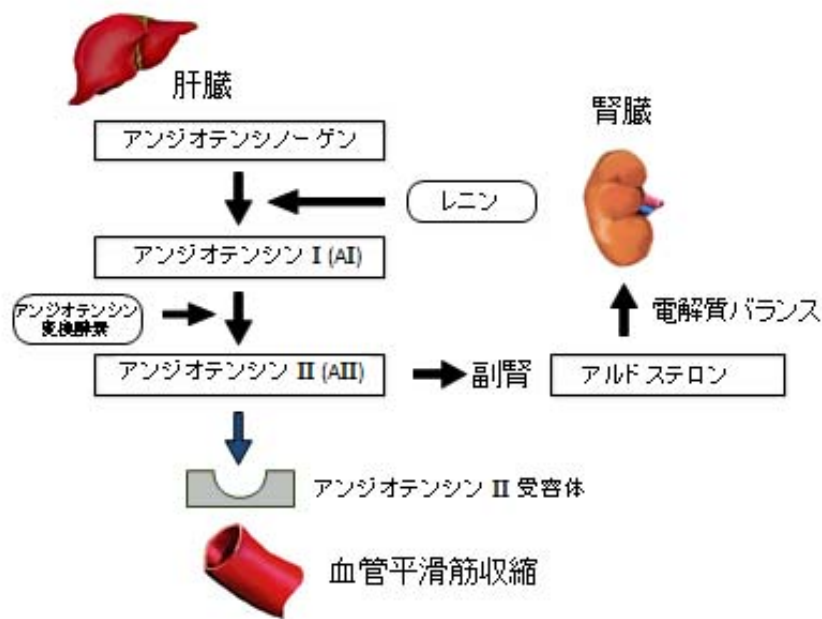 肝臓
アンジオテンシノーゲン
腎臓
レニン
アンジオテンシン I (AI)
アンジオテンシン
変換酵素
電解質バランス
アンジオテンシン II (AII)
副腎
アルドステロン
アンジオテンシン II 受容体
血管平滑筋収縮